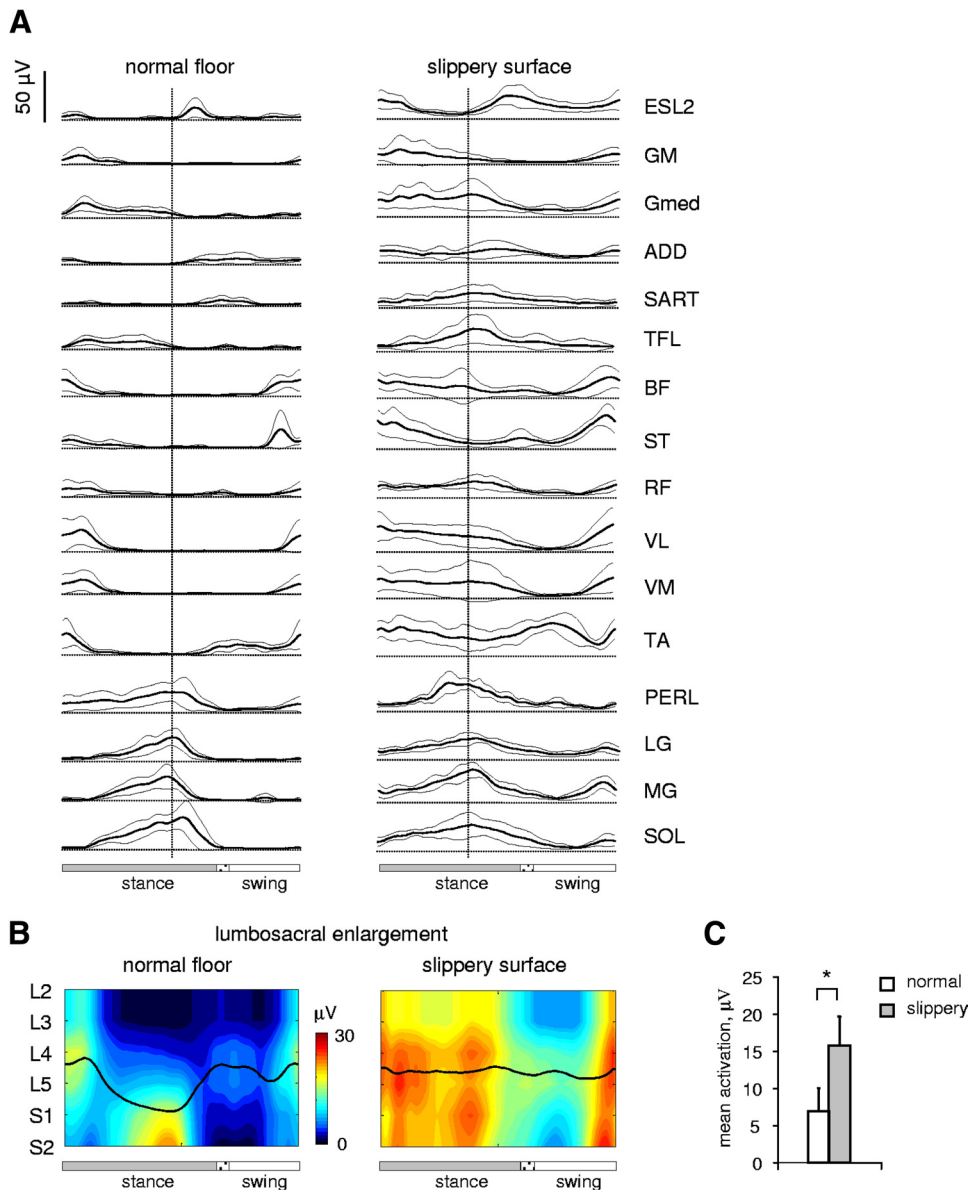 A
50 µV
normal floor
slippery surface
ESL2
GM
Gmed
ADD
SART
TFL
BF
ST
RF
VL
VM
TA
PERL
LG
MG
SOL
stance
swing
stance
swing
B
lumbosacral enlargement
normal floor
slippery surface
L2
L3
L4
L5
S1
S2
µV
30
0
stance
swing
stance
swing
C
mean activation, µV
25
20
15
10
5
0
*
normal
slippery